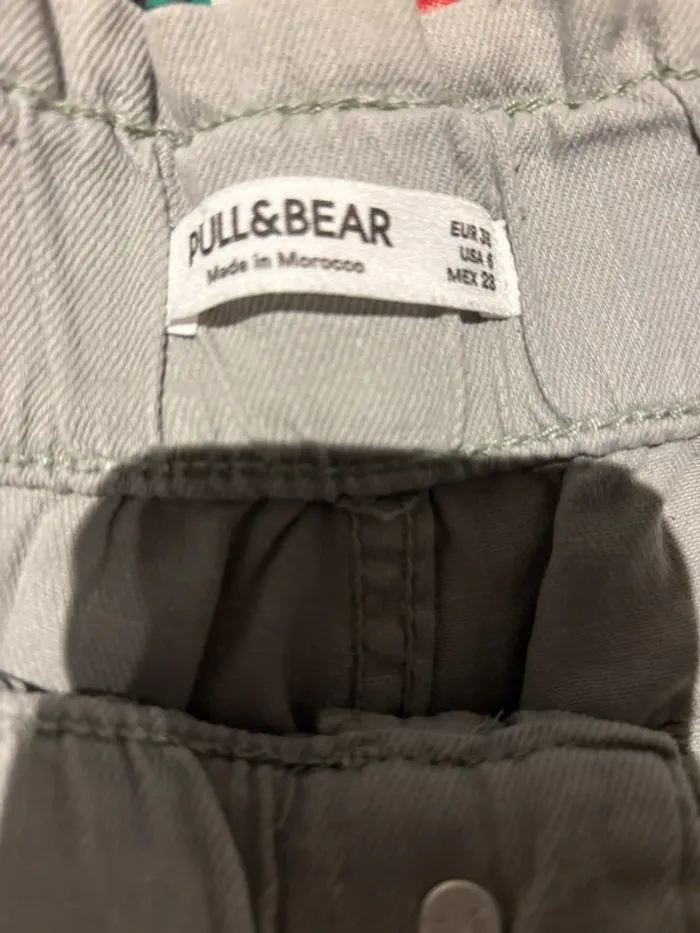 PULL&BEAR
Made in Morocco
EUR 38
USA 6
MEX 28